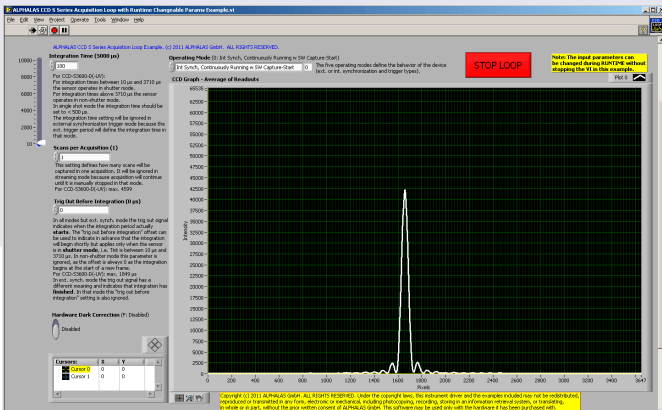 ALPHALAS CCD S Series Acquisition Loop with Runtime Changeable Params Example.vi
File Edit View Project Operate Tools Window Help
ALPHALAS CCD S Series Acquisition Loop Example. (c) 2011 ALPHALAS GmbH. ALL RIGHTS RESERVED.
Integration Time (5000 µs)
100
10000
8000
6000
4000
2000
10
For CCD-S3600-D(-UV):
For integration times between 10 µs and 3710 µs
the sensor operates in shutter mode.
For integration times above 3710 µs the sensor
operates in non-shutter mode.
In single shot mode the integration time should be
set to < 500 µs.
The integration setting will be ignored in
external synchronization trigger mode because the
ext. trigger period will define the integration time in
that mode.
Scans per Acquisition (1)
1
This setting defines how many scans will be
captured in one acquisition. It will be ignored in
streaming mode because acquisition will continue
until it is manually stopped in that mode.
For CCD-S3600-D(-UV): max. 4599
Trig Out Before Integration (0 µs)
0
In all modes but ext. synch. mode the trig out signal
indicates when the integration period actually
starts. The "trig out before integration" offset can
be used to indicate in advance that the integration
will begin shortly but applies only when the sensor
is in shutter mode, i.e. Tint is between 10 µs and
3710 µs. In non-shutter mode this parameter is
ignored, as the offset is always 0 as the integration
begins at the start of a new frame.
For CCD-S3600-D(-UV): max. 1849 µs
In ext. synch. mode the trig out signal has a
different meaning and indicates that integration has
finished. In that mode the "trig out before
integration" setting is also ignored.
Hardware Dark Correction (F: Disabled)
Disabled
Cursors: X Y
Cursor 0 0 0
Cursor 1 0 0
Operating Mode (0: Int Synch, Continuously Running w SW Capture-Start)
Int Synch, Continuously Running w SW Capture-Start 0
The five operating modes define the behavior of the device
(ext. or int. synchronization and trigger types).
STOP LOOP
Note: The input parameters can
be changed during RUNTIME without
stopping the VI in this example.
CCD Graph - Average of Readouts
Plot 0
Intensity
65535
62500
60000
57500
55000
52500
50000
47500
45000
42500
40000
37500
35000
32500
30000
27500
25000
22500
20000
17500
15000
12500
10000
7500
5000
2500
0
0 200 400 600 800 1000 1200 1400 1600 1800 2000 2200 2400 2600 2800 3000 3200 3400 3647
Pixels
Copyright (c) 2011 ALPHALAS GmbH. ALL RIGHTS RESERVED. Under the copyright laws, this instrument driver and the examples included may not be redistributed,
reproduced or transmitted in any form, electronic or mechanical, including photocopying, recording, storing in an information retrieval system, or translating,
in whole or in part, without the prior written consent of ALPHALAS GmbH. This software may be used only with the hardware it has been purchased with.